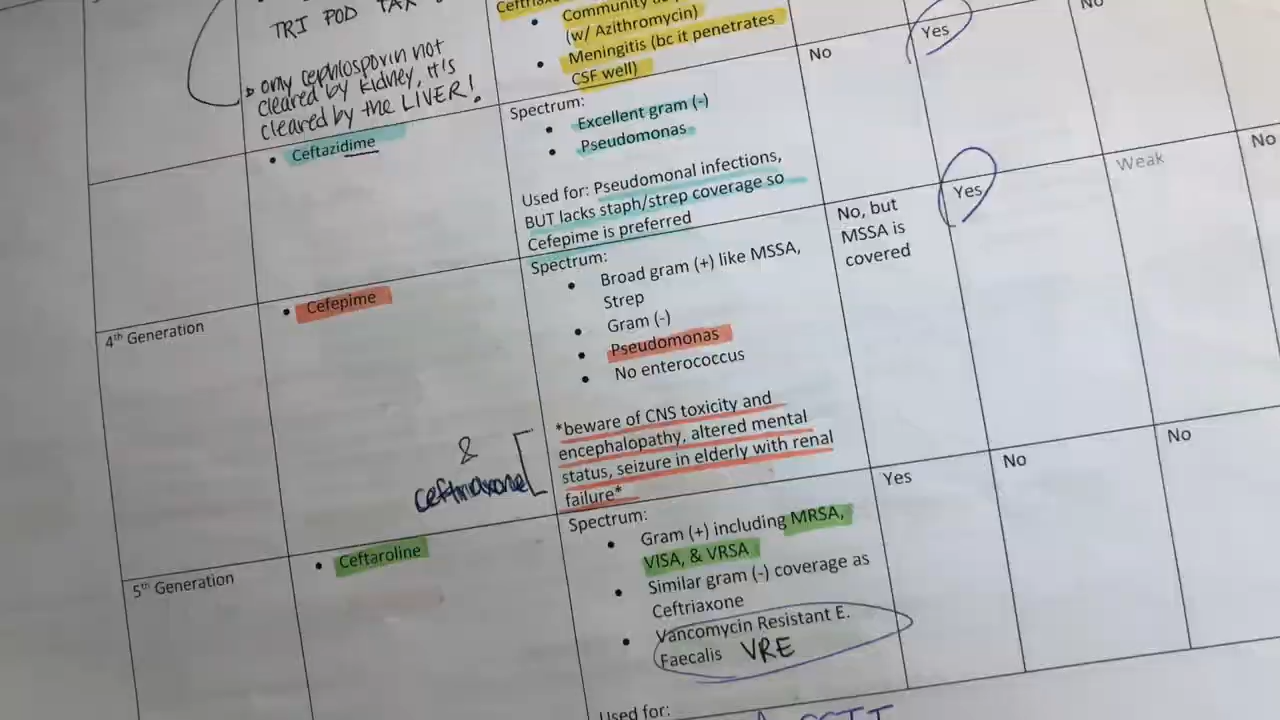 TRI POD TAX
• only cephlosporin not
cleared by kidney, it's
cleared by the LIVER!
Community
(w/ Azithromycin)
• Meningitis (bc it penetrates
CSF well)
No
Yes
No
• Ceftazidime
Spectrum:
• Excellent gram (-)
• Pseudomonas
Used for: Pseudomonal infections,
BUT lacks staph/strep coverage so
Cefepime is preferred
No, but
MSSA is
covered
Yes
Weak
No
4th Generation
• Cefepime
Spectrum:
• Broad gram (+) like MSSA,
Strep
• Gram (-)
• Pseudomonas
• No enterococcus
*beware of CNS toxicity and
encephalopathy, altered mental
status, seizure in elderly with renal
failure*
&
ceftriaxone
Yes
No
No
5th Generation
• Ceftaroline
Spectrum:
• Gram (+) including MRSA,
VISA, & VRSA
• Similar gram (-) coverage as
Ceftriaxone
• Vancomycin Resistant E.
Faecalis VRE
Used for: